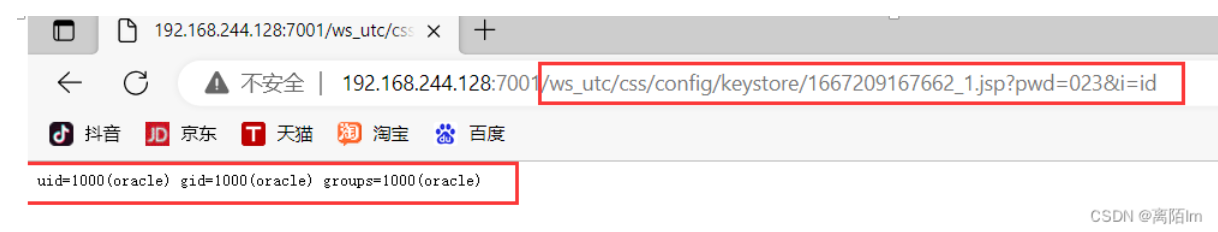 192.168.244.128:7001/ws_utc/css
不安全 | 192.168.244.128:7001/ws_utc/css/config/keystore/1667209167662_1.jsp?pwd=023&i=id
抖音 JD 京东 T 天猫 淘 淘宝 百度
uid=1000(oracle) gid=1000(oracle) groups=1000(oracle)
CSDN @离陌lm